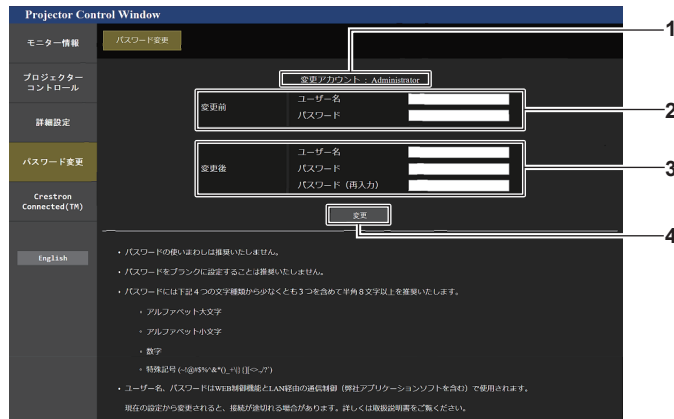 Projector Control Window
モニター情報
パスワード変更
1
プロジェクター
コントロール
変更アカウント : Administrator
変更前
ユーザー名
パスワード
2
詳細設定
パスワード変更
変更後
ユーザー名
パスワード
パスワード (再入力)
3
Crestron
Connected(TM)
変更
4
English
・パスワードの使いまわしは推奨いたしません。
・パスワードをブランクに設定することは推奨いたしません。
・パスワードには下記4つの文字種類から少なくとも3つを含めて半角8文字以上を推奨いたします。
◦ アルファベット大文字
◦ アルファベット小文字
◦ 数字
◦ 特殊記号 (~!@#$%^&*()_+\|{}[]<>.,/?`)
・ユーザー名、パスワードはWEB制御機能とLAN経由の通信制御 (弊社アプリケーションソフトを含む) で使用されます。
現在の設定から変更されると、接続が途切れる場合があります。詳しくは取扱説明書をご覧ください。